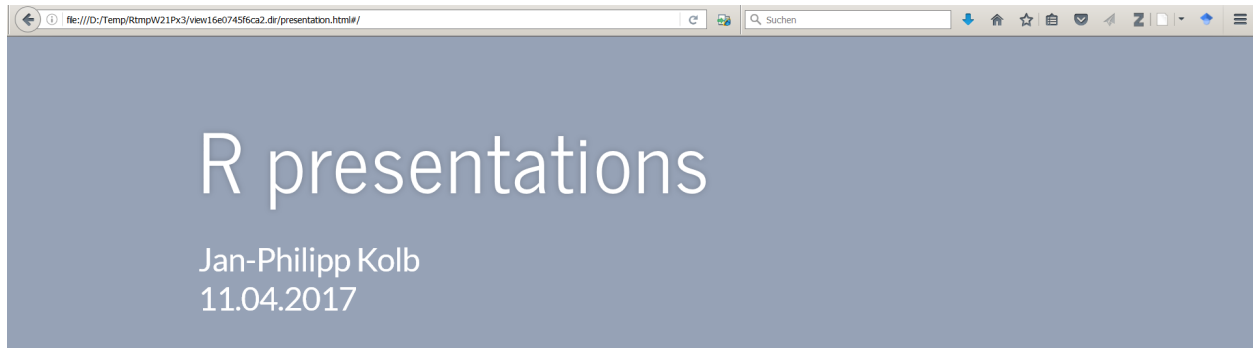 file:///D:/Temp/RtmpW21Px3/view16e0745f6ca2.dir/presentation.html#/
Suchen
Z
R presentations
Jan-Philipp Kolb
11.04.2017